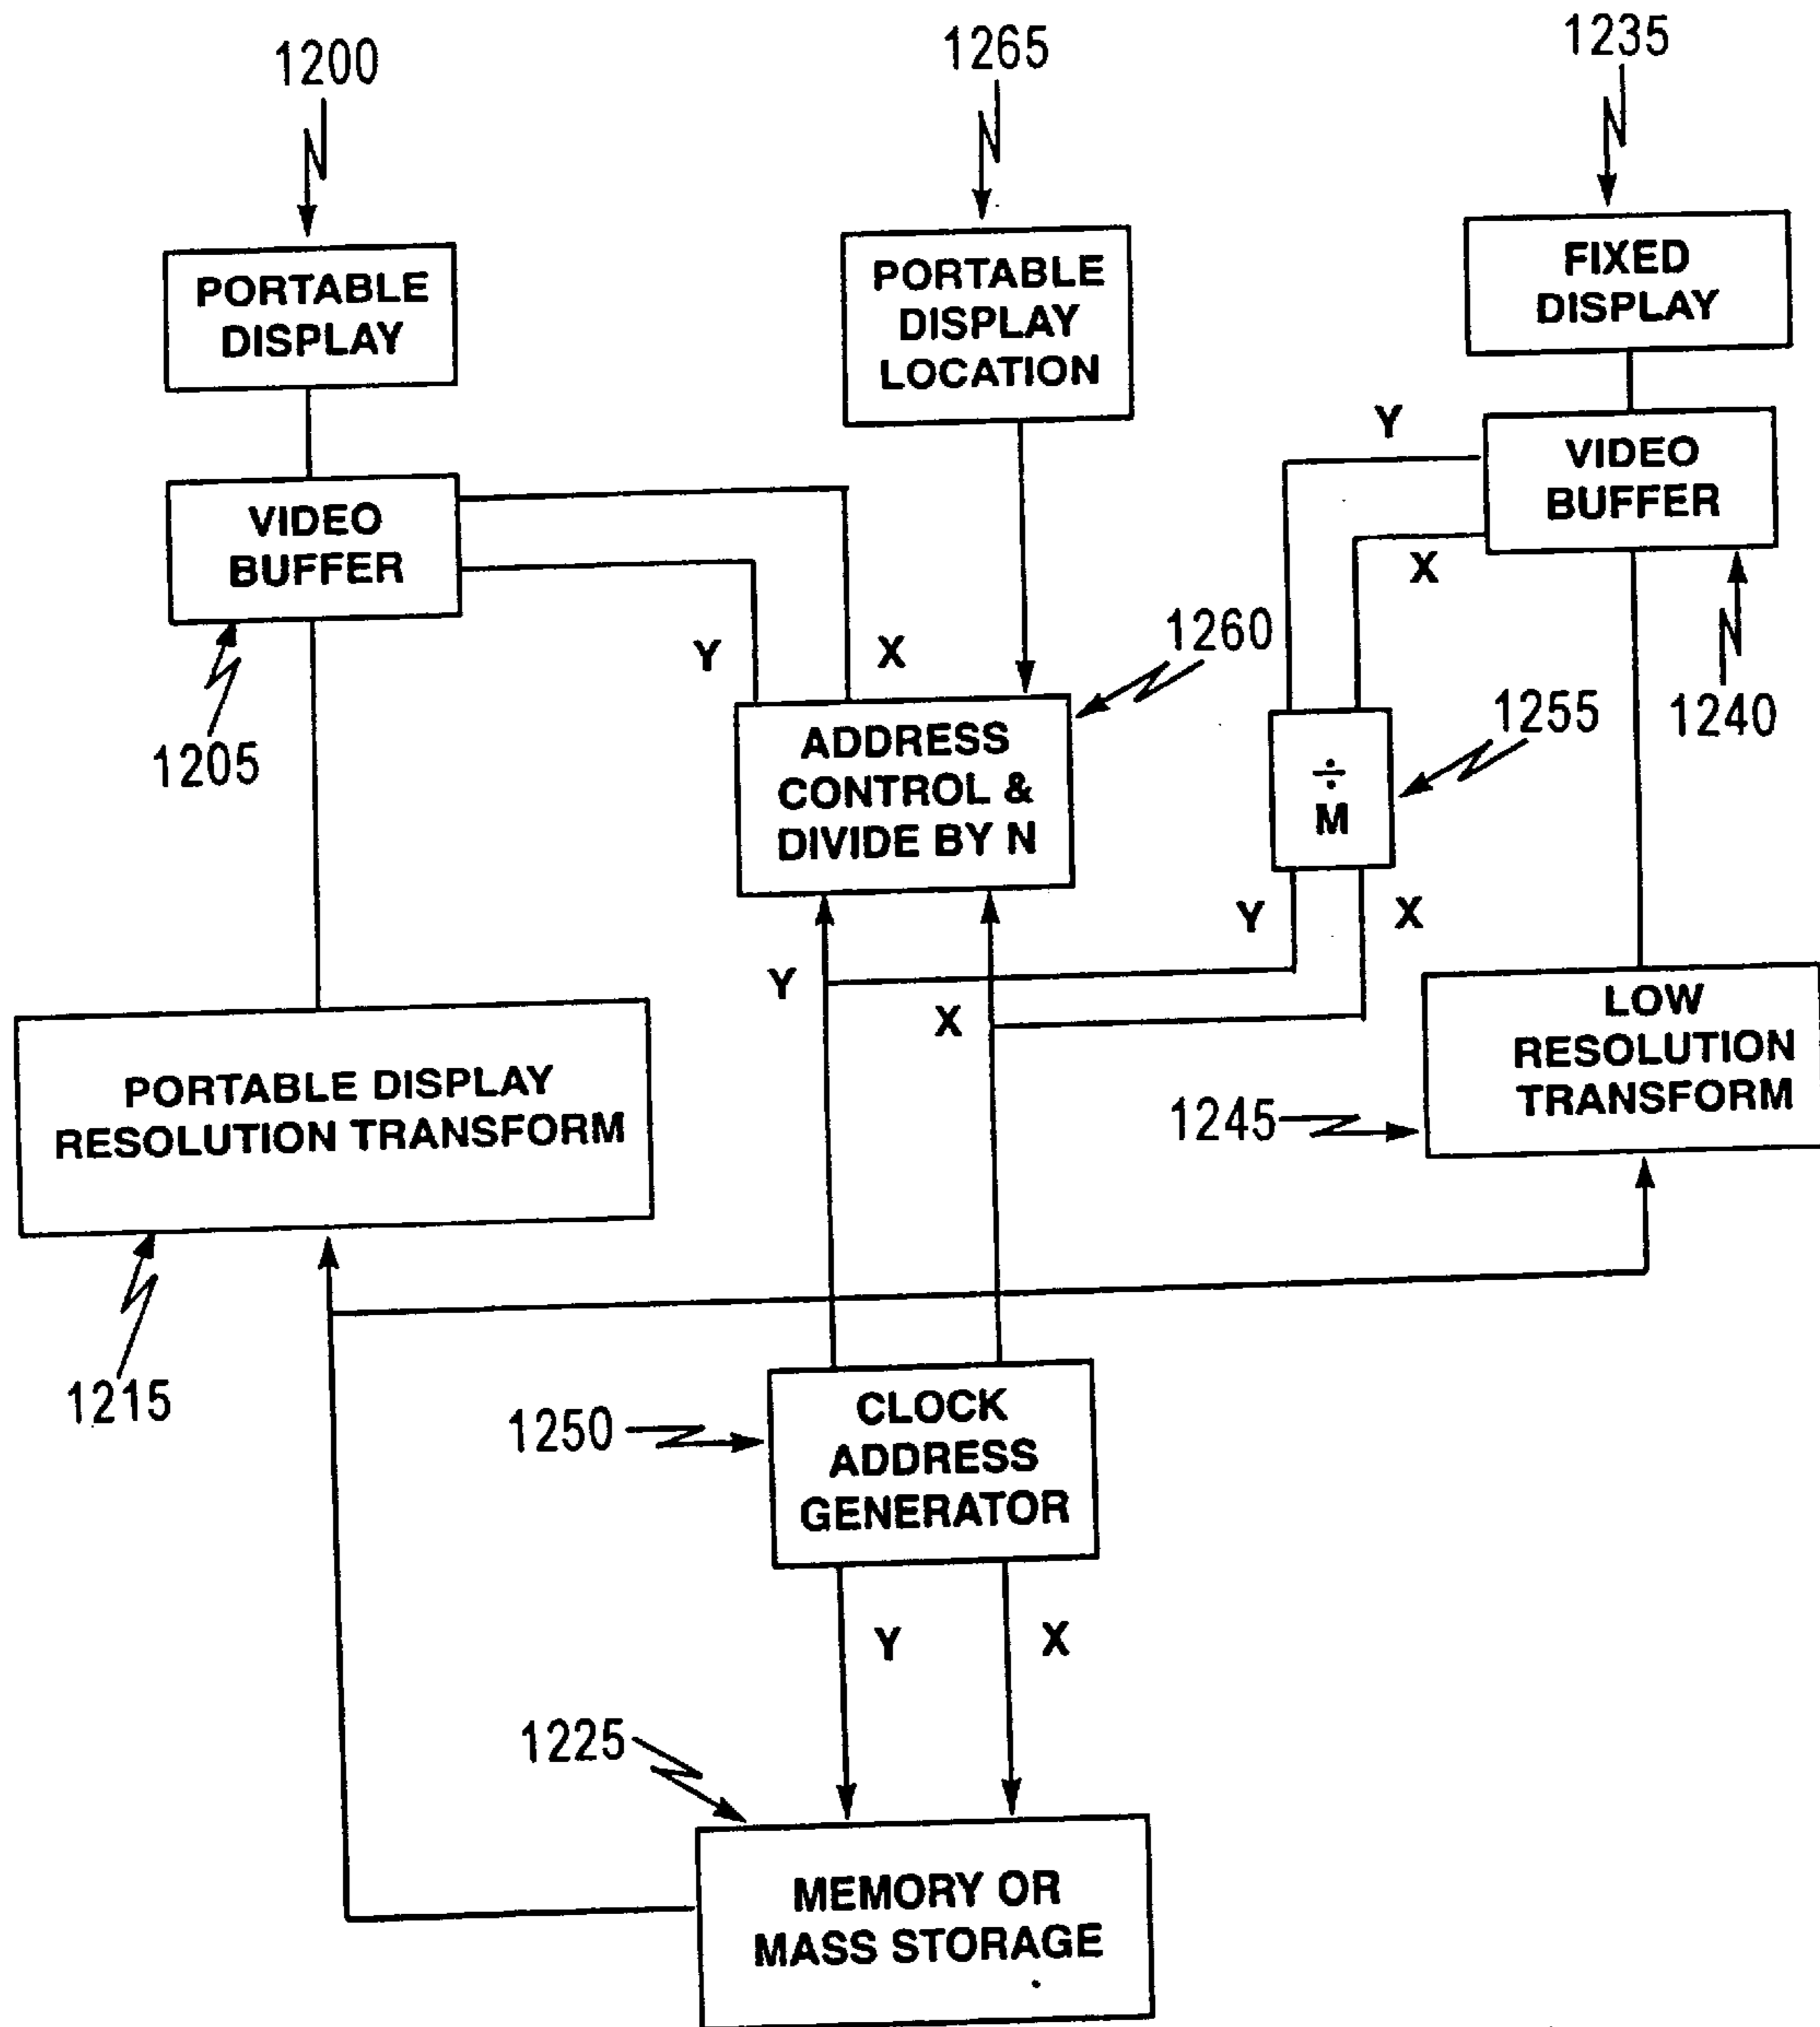 1200
1265
1235
PORTABLE
DISPLAY
PORTABLE
DISPLAY
LOCATION
FIXED
DISPLAY
VIDEO
BUFFER
Y
VIDEO
BUFFER
X
Y
X
1260
1205
1255
1240
ADDRESS
CONTROL &
DIVIDE BY N
÷
M
Y
X
Y
X
LOW
RESOLUTION
TRANSFORM
PORTABLE DISPLAY
RESOLUTION TRANSFORM
1245
1215
1250
CLOCK
ADDRESS
GENERATOR
Y
X
1225
MEMORY OR
MASS STORAGE